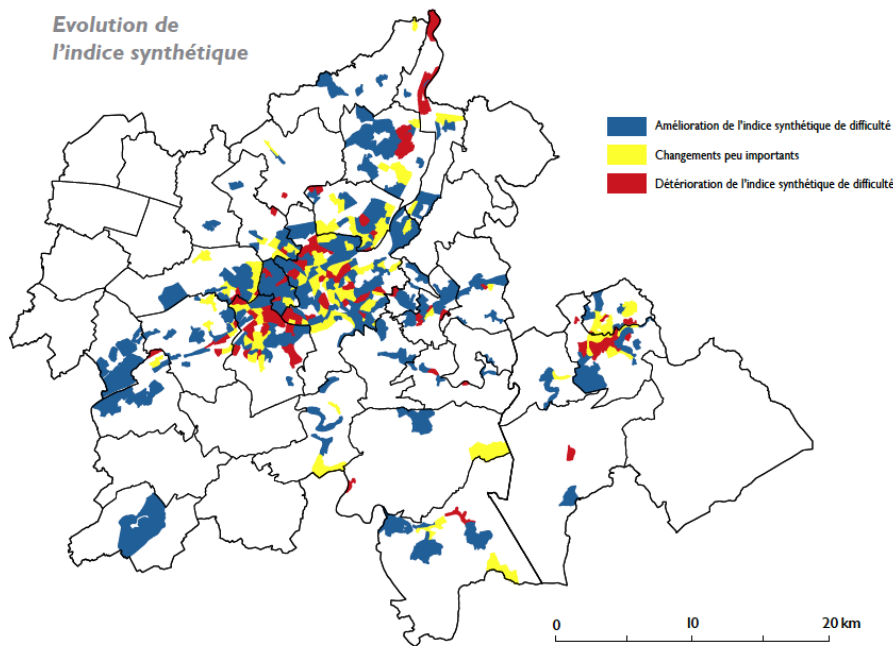 Evolution de
l'indice synthétique
Amélioration de l'indice synthétique de difficulté
Changements peu importants
Détérioration de l'indice synthétique de difficulté
0 10 20 km